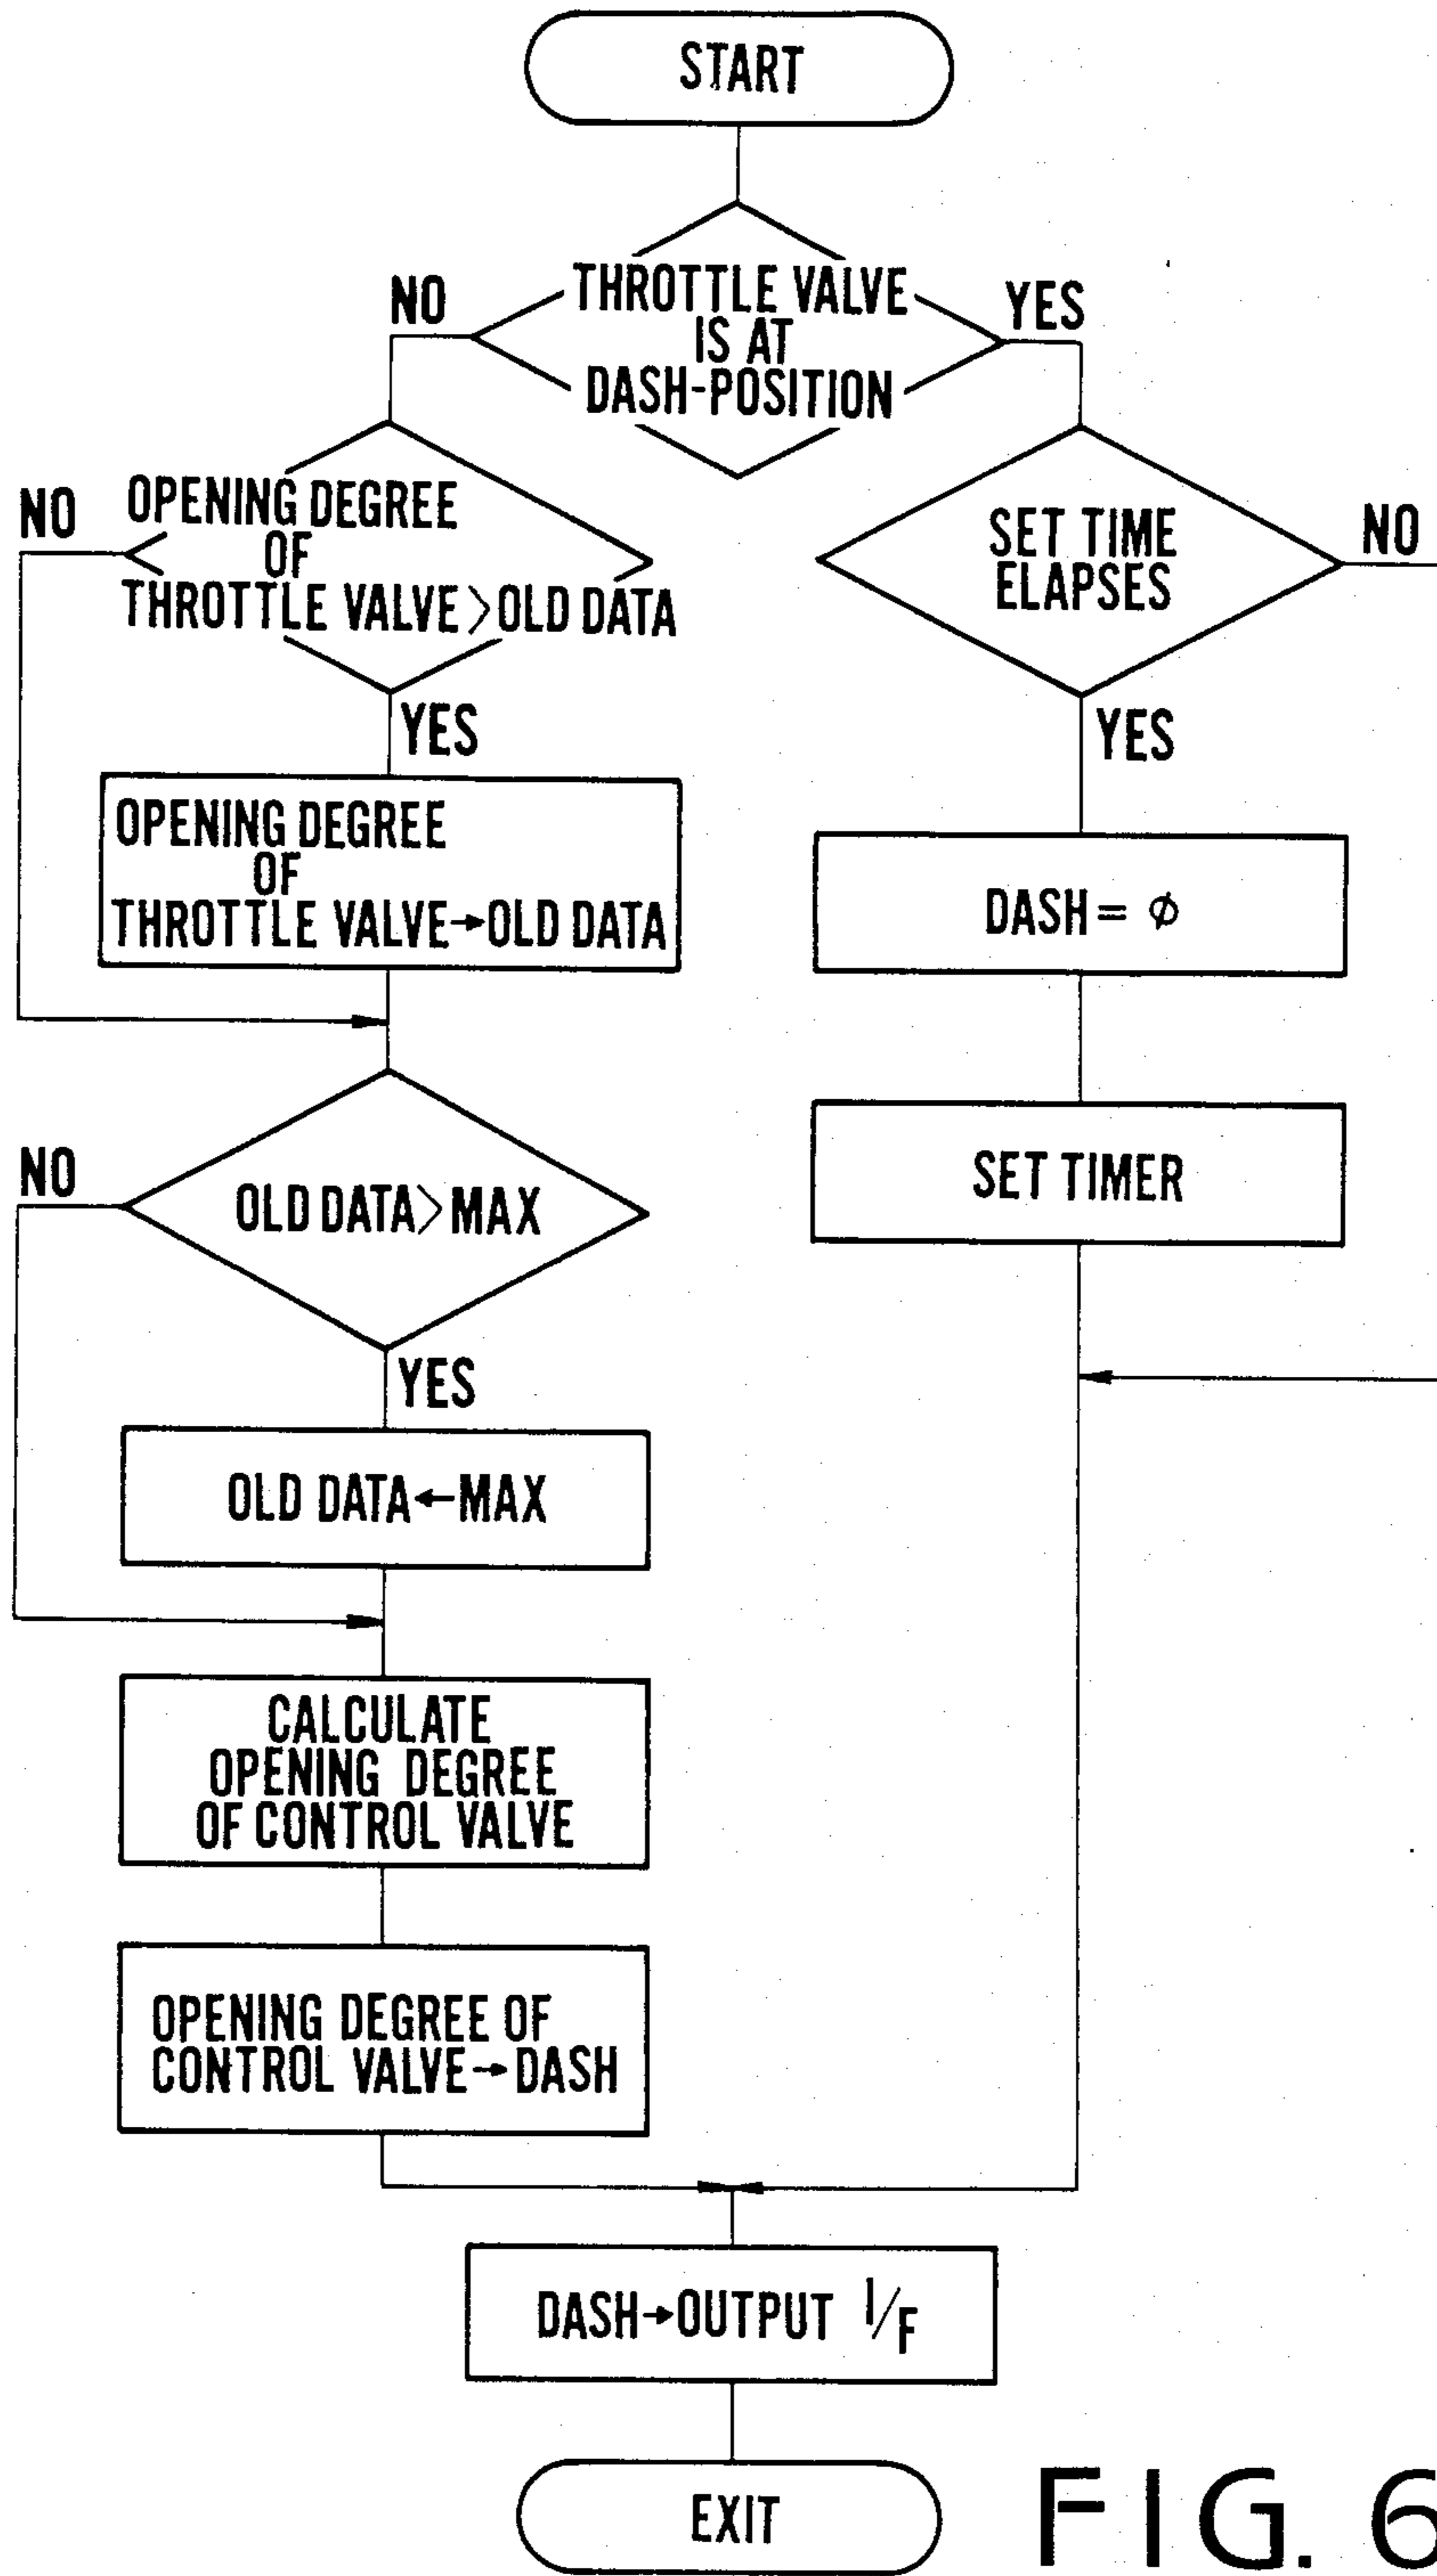 START
NO
THROTTLE VALVE
IS AT
DASH-POSITION
YES
NO
OPENING DEGREE
OF
THROTTLE VALVE>OLD DATA
SET TIME
ELAPSES
NO
YES
YES
OPENING DEGREE
OF
THROTTLE VALVE→OLD DATA
DASH= φ
SET TIMER
NO
OLD DATA>MAX
YES
OLD DATA←MAX
CALCULATE
OPENING DEGREE
OF CONTROL VALVE
OPENING DEGREE OF
CONTROL VALVE→DASH
DASH→OUTPUT I/F
EXIT
FIG. 6